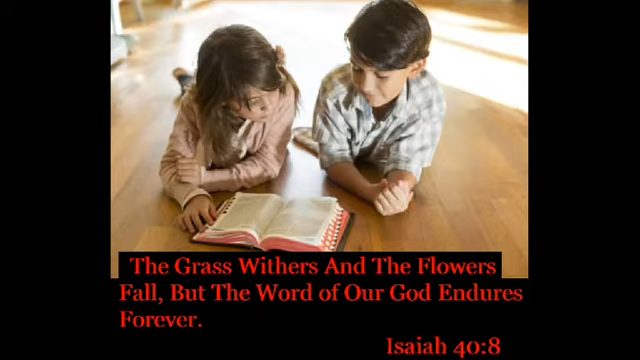 The Grass Withers And The Flowers
Fall, But The Word of Our God Endures
Forever.
Isaiah 40:8